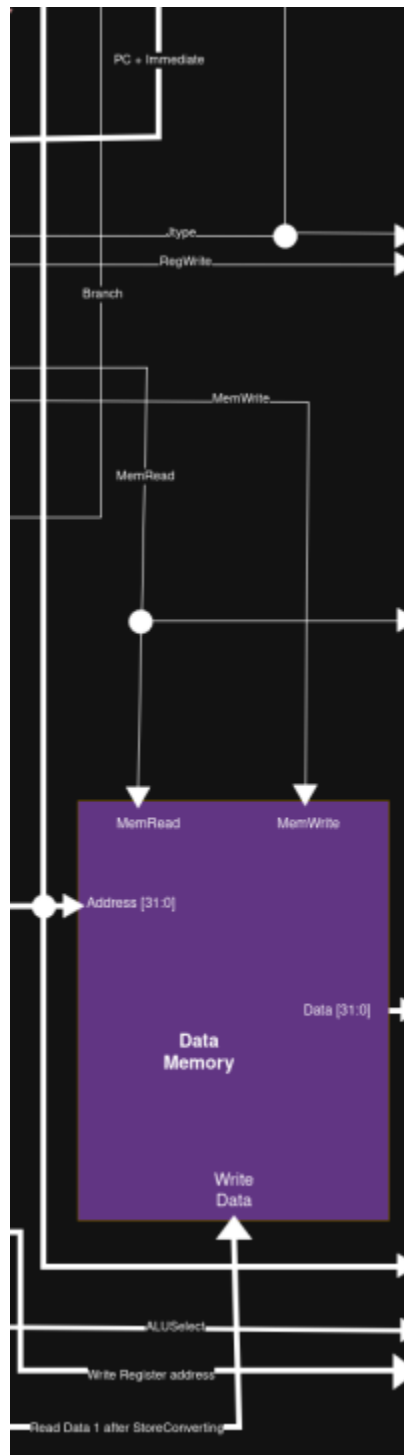 PC + Immediate
Jtype
RegWrite
Branch
MemWrite
MemRead
MemRead
MemWrite
Address [31:0]
Data [31:0]
Data
Memory
Write
Data
ALUSelect
Write Register address
Read Data 1 after StoreConverting